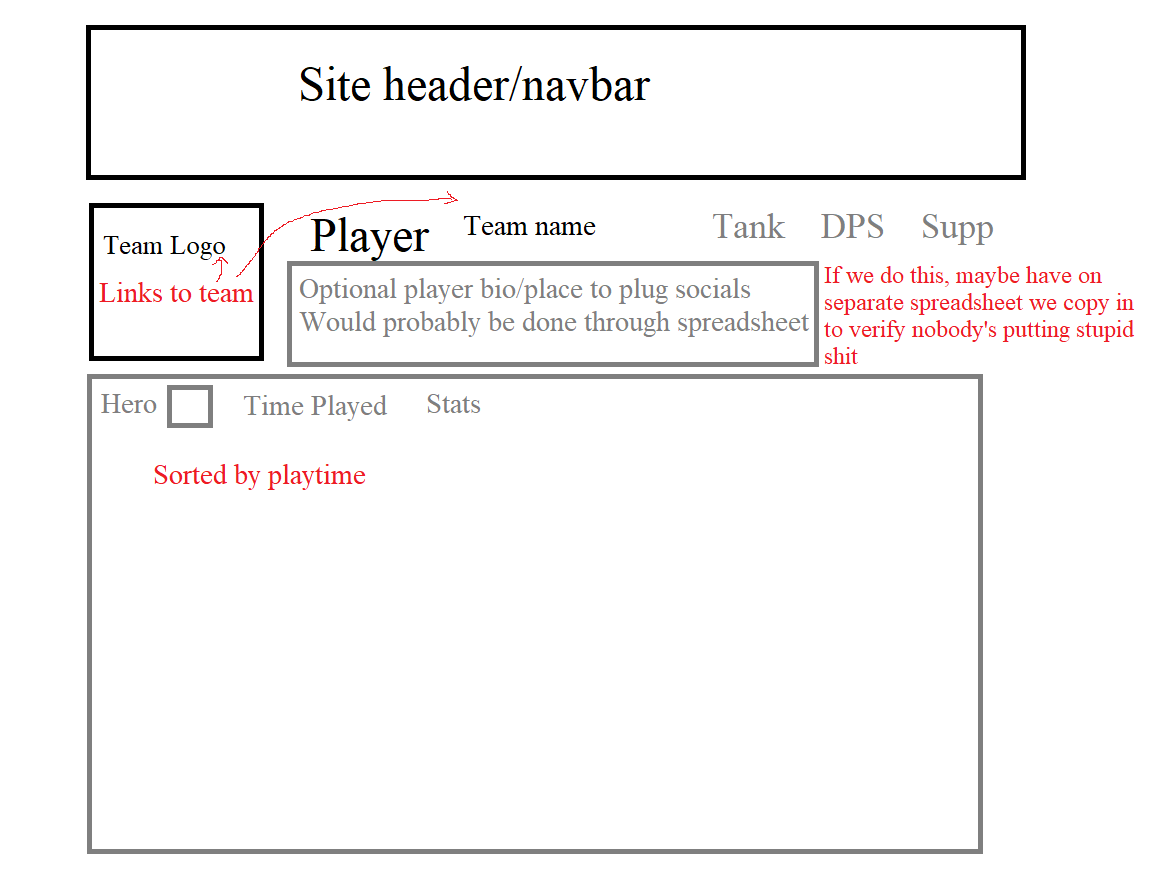 Site header/navbar
Team Logo
Links to team
Player
Team name
Tank
DPS
Supp
Optional player bio/place to plug socials
Would probably be done through spreadsheet
If we do this, maybe have on
separate spreadsheet we copy in
to verify nobody's putting stupid
shit
Hero
Time Played
Stats
Sorted by playtime